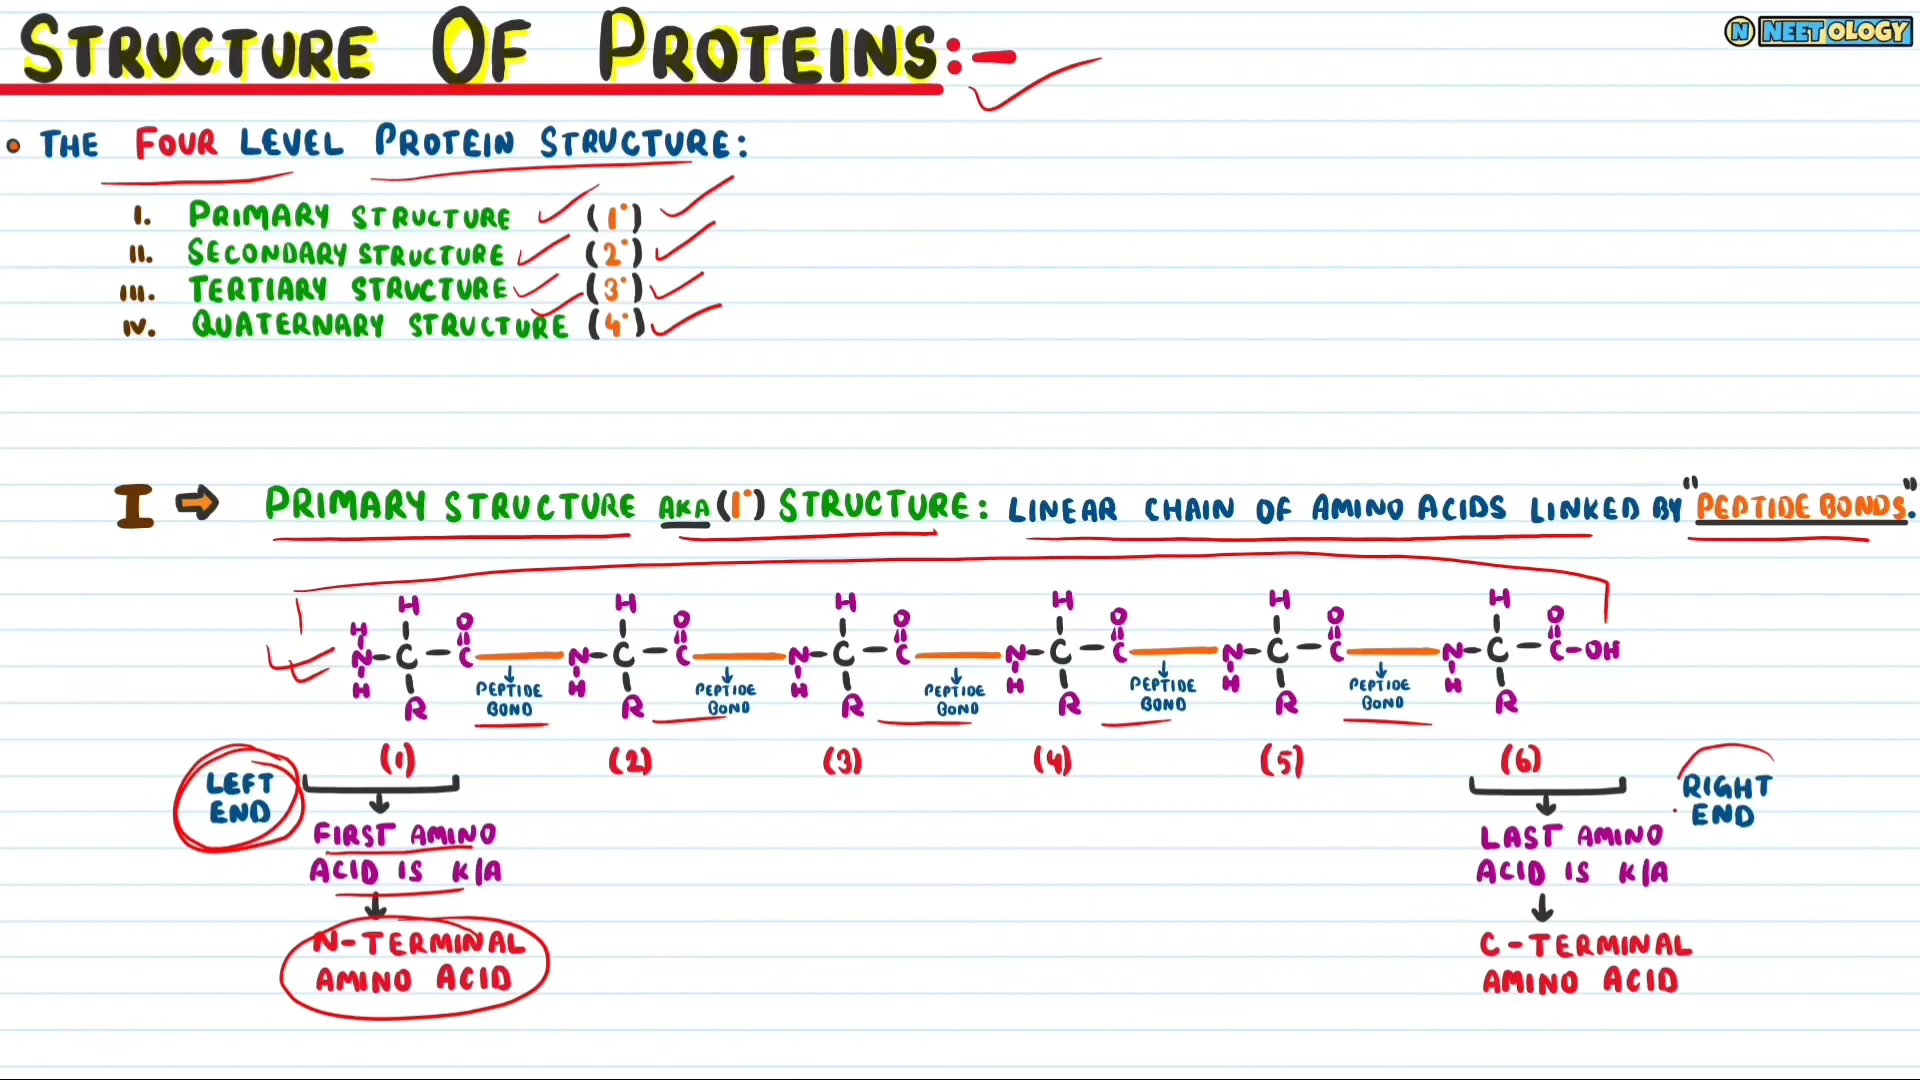 STRUCTURE OF PROTEINS:-
N NEETOLOGY
• THE FOUR LEVEL PROTEIN STRUCTURE:
I. PRIMARY STRUCTURE (1°)
II. SECONDARY STRUCTURE (2°)
III. TERTIARY STRUCTURE (3°)
IV. QUATERNARY STRUCTURE (4°)
I ⇒ PRIMARY STRUCTURE AKA (1°) STRUCTURE: LINEAR CHAIN OF AMINO ACIDS LINKED BY "PEPTIDE BONDS".
H H H H H H
H O O O O O O
N-C-C N-C-C N-C-C N-C-C N-C-C N-C-C-OH
H H H H H H
R R R R R R
PEPTIDE PEPTIDE PEPTIDE PEPTIDE PEPTIDE
BOND BOND BOND BOND BOND
(1) (2) (3) (4) (5) (6)
LEFT
END
FIRST AMINO
ACID IS K/A
N-TERMINAL
AMINO ACID
LAST AMINO
ACID IS K/A
C-TERMINAL
AMINO ACID
RIGHT
END